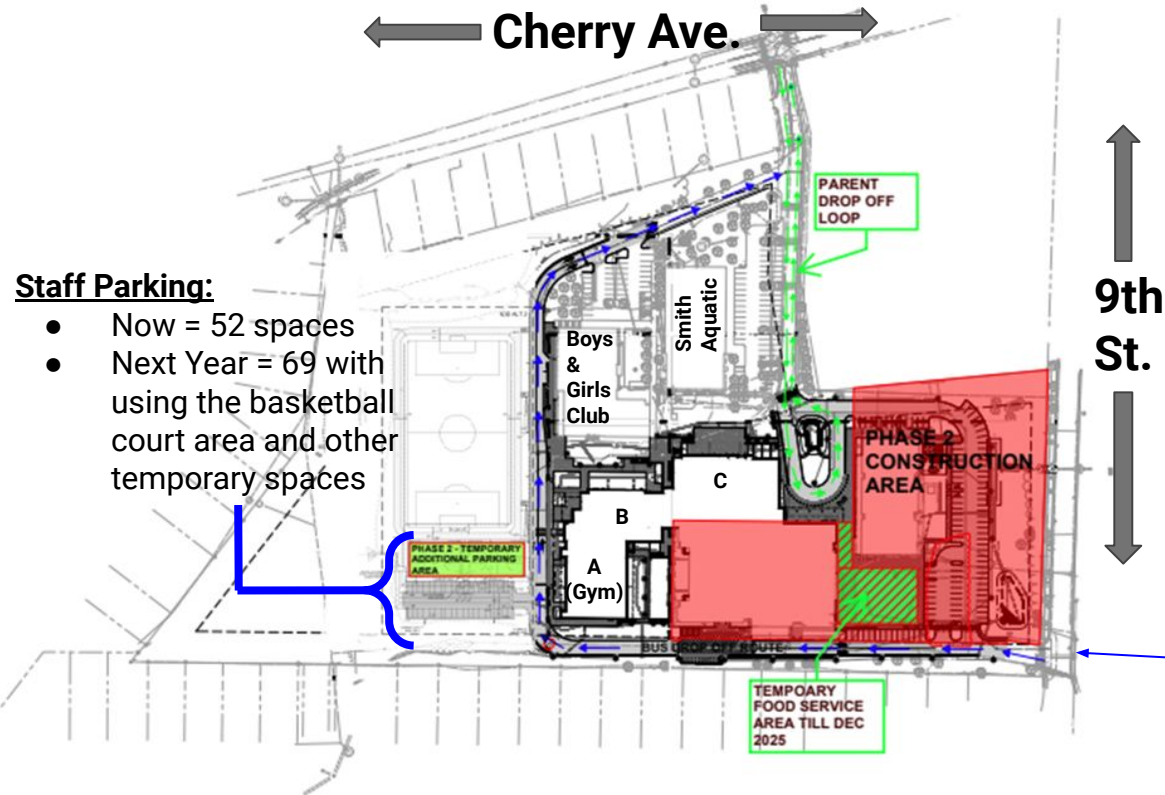 Cherry Ave.
PARENT
DROP OFF
LOOP
Staff Parking:
● Now = 52 spaces
● Next Year = 69 with
using the basketball
court area and other
temporary spaces
9th
St.
Smith
Aquatic
Boys
&
Girls
Club
PHASE 2
CONSTRUCTION
AREA
C
B
A
(Gym)
PHASE 2 - TEMPORARY
ADDITIONAL PARKING
AREA
BUS DROP OFF ROUTE
TEMPOARY
FOOD SERVICE
AREA TILL DEC
2025